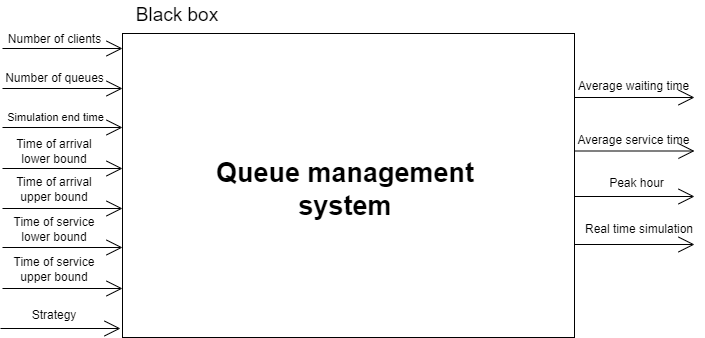 Black box
Number of clients
Number of queues
Simulation end time
Time of arrival
lower bound
Time of arrival
upper bound
Time of service
lower bound
Time of service
upper bound
Strategy
Queue management
system
Average waiting time
Average service time
Peak hour
Real time simulation